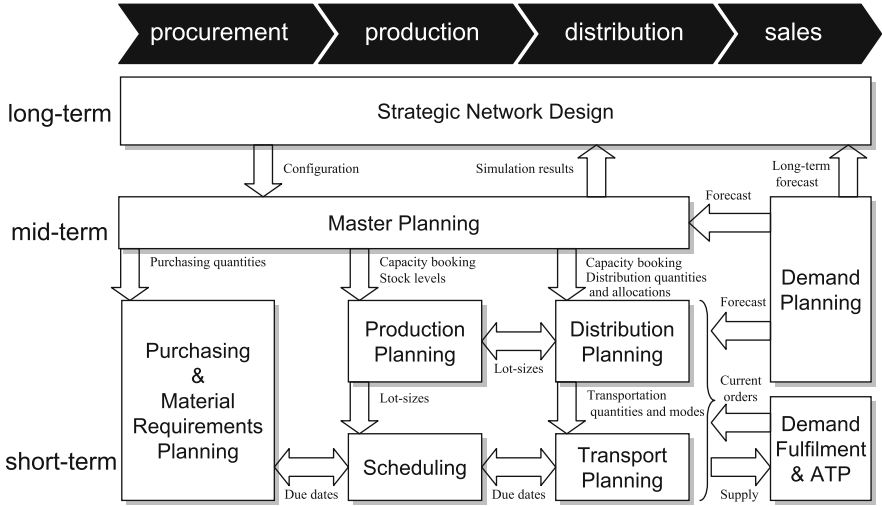 procurement
production
distribution
sales
long-term
Strategic Network Design
Configuration
Simulation results
Long-term
forecast
mid-term
Master Planning
Forecast
Demand
Planning
Purchasing quantities
Capacity booking
Stock levels
Capacity booking
Distribution quantities
and allocations
Forecast
Purchasing
&
Material
Requirements
Planning
Production
Planning
Lot-sizes
Distribution
Planning
Lot-sizes
Transportation
quantities and modes
Current
orders
short-term
Due dates
Scheduling
Due dates
Transport
Planning
Supply
Demand
Fulfilment
& ATP